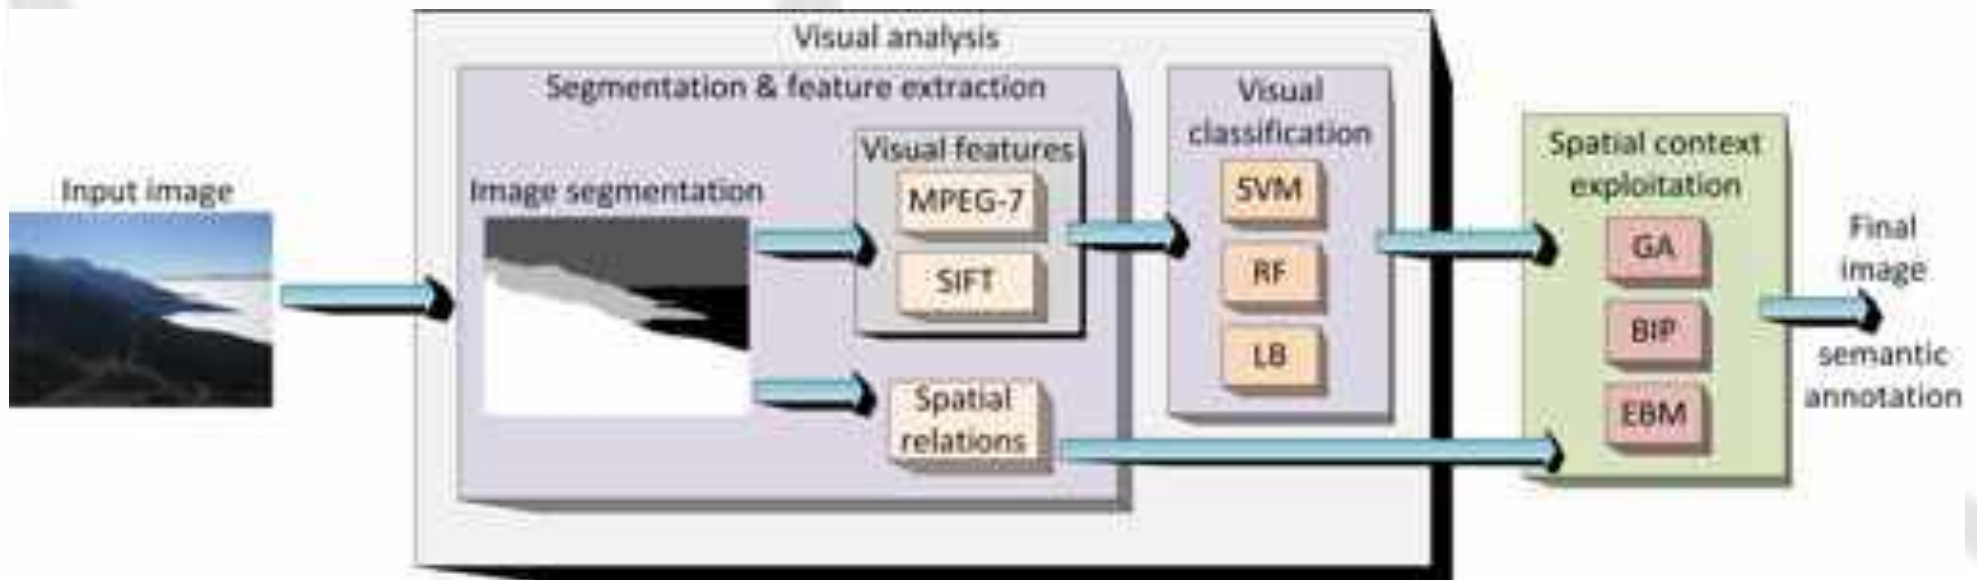 Visual analysis
Segmentation & feature extraction
Visual
classification
Visual features
Spatial context
exploitation
Input image
Image segmentation
MPEG-7
SIFT
SVM
RF
LB
GA
BIP
EBM
Spatial
relations
Final
image
semantic
annotation